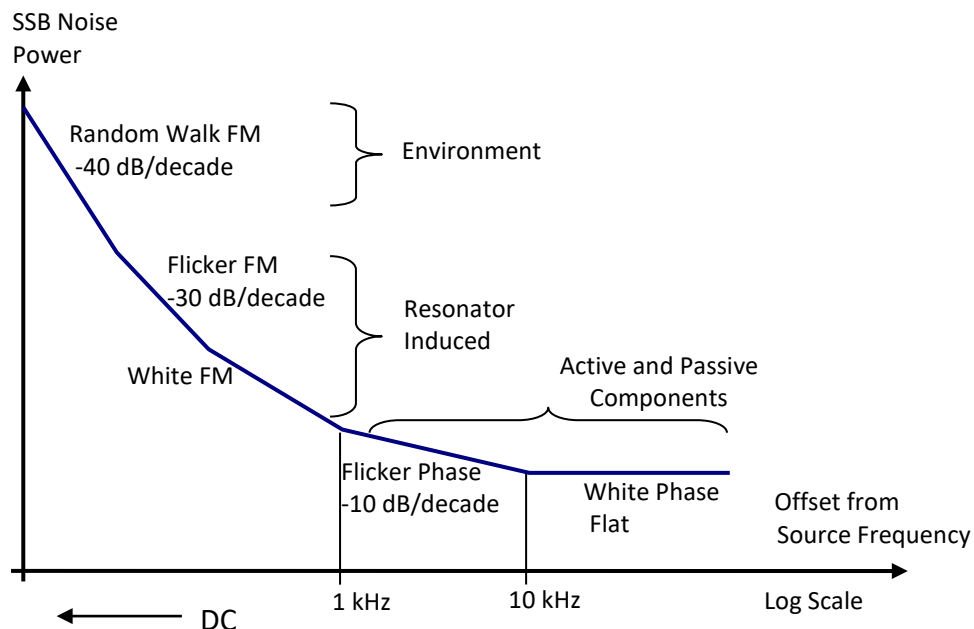 SSB Noise
Power
Random Walk FM
-40 dB/decade
Environment
Flicker FM
-30 dB/decade
Resonator
Induced
White FM
Active and Passive
Components
Flicker Phase
-10 dB/decade
White Phase
Flat
Offset from
Source Frequency
1 kHz
10 kHz
Log Scale
DC